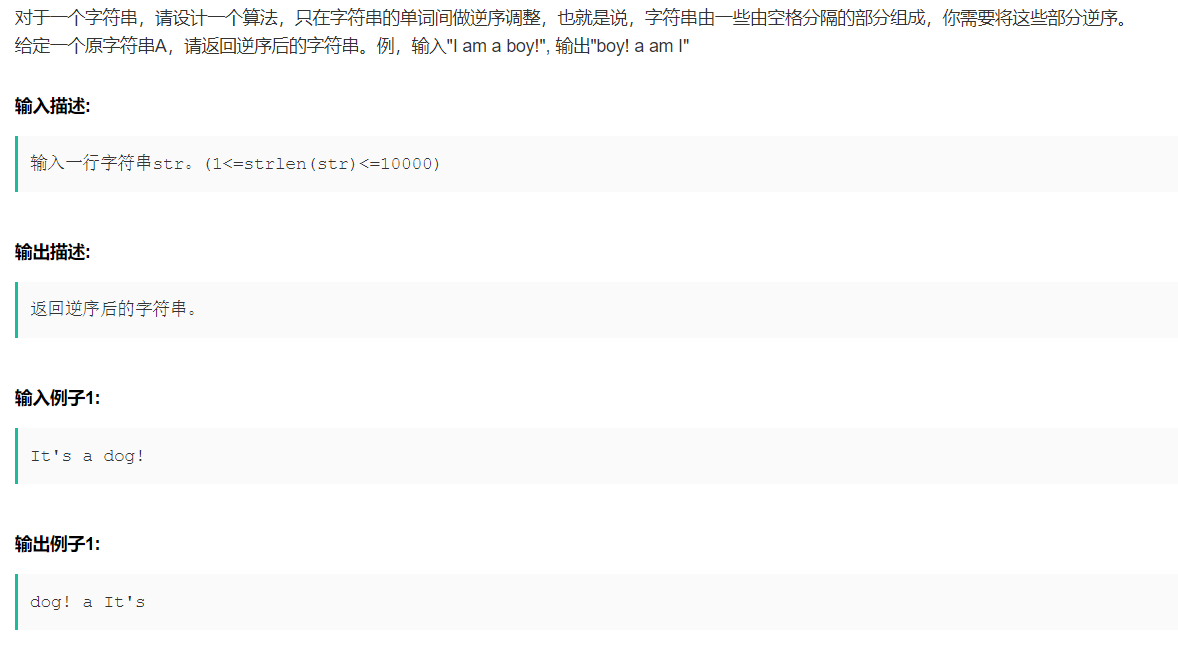 对于一个字符串，请设计一个算法，只在字符串的单词间做逆序调整，也就是说，字符串由一些由空格分隔的部分组成，你需要将这些部分逆序。
给定一个原字符串A，请返回逆序后的字符串。例，输入"I am a boy!", 输出"boy! a am I"
输入描述:
输入一行字符串str。(1<=strlen(str)<=10000)
输出描述:
返回逆序后的字符串。
输入例子1:
It's a dog!
输出例子1:
dog! a It's